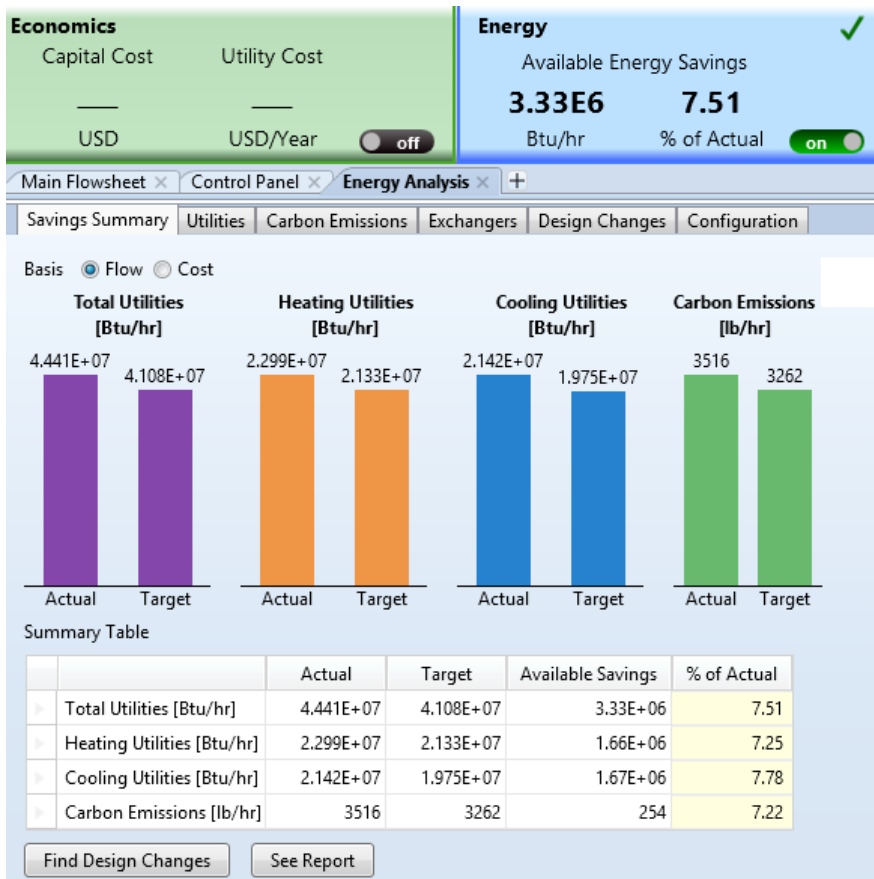 Economics
Capital Cost Utility Cost
USD USD/Year off
Energy
Available Energy Savings
3.33E6 7.51
Btu/hr % of Actual on
Main Flowsheet Control Panel Energy Analysis
Savings Summary Utilities Carbon Emissions Exchangers Design Changes Configuration
Basis Flow Cost
Total Utilities
[Btu/hr]
4.441E+07 4.108E+07
Actual Target
Heating Utilities
[Btu/hr]
2.299E+07 2.133E+07
Actual Target
Cooling Utilities
[Btu/hr]
2.142E+07 1.975E+07
Actual Target
Carbon Emissions
[lb/hr]
3516 3262
Actual Target
Summary Table
Actual Target Available Savings % of Actual
Total Utilities [Btu/hr] 4.441E+07 4.108E+07 3.33E+06 7.51
Heating Utilities [Btu/hr] 2.299E+07 2.133E+07 1.66E+06 7.25
Cooling Utilities [Btu/hr] 2.142E+07 1.975E+07 1.67E+06 7.78
Carbon Emissions [lb/hr] 3516 3262 254 7.22
Find Design Changes See Report